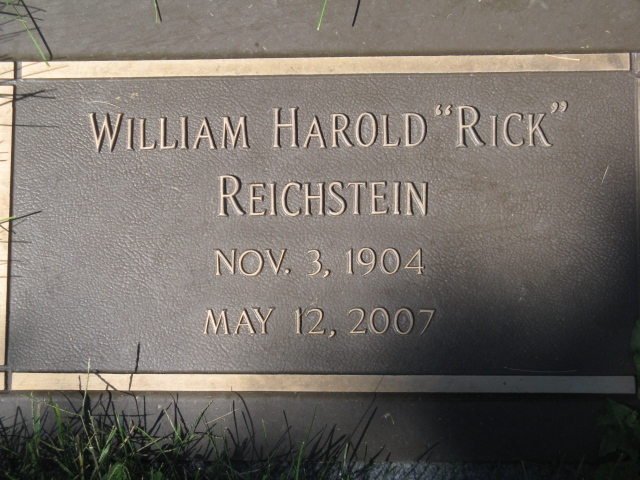 William Harold "Rick"
Reichstein
Nov. 3, 1904
May 12, 2007